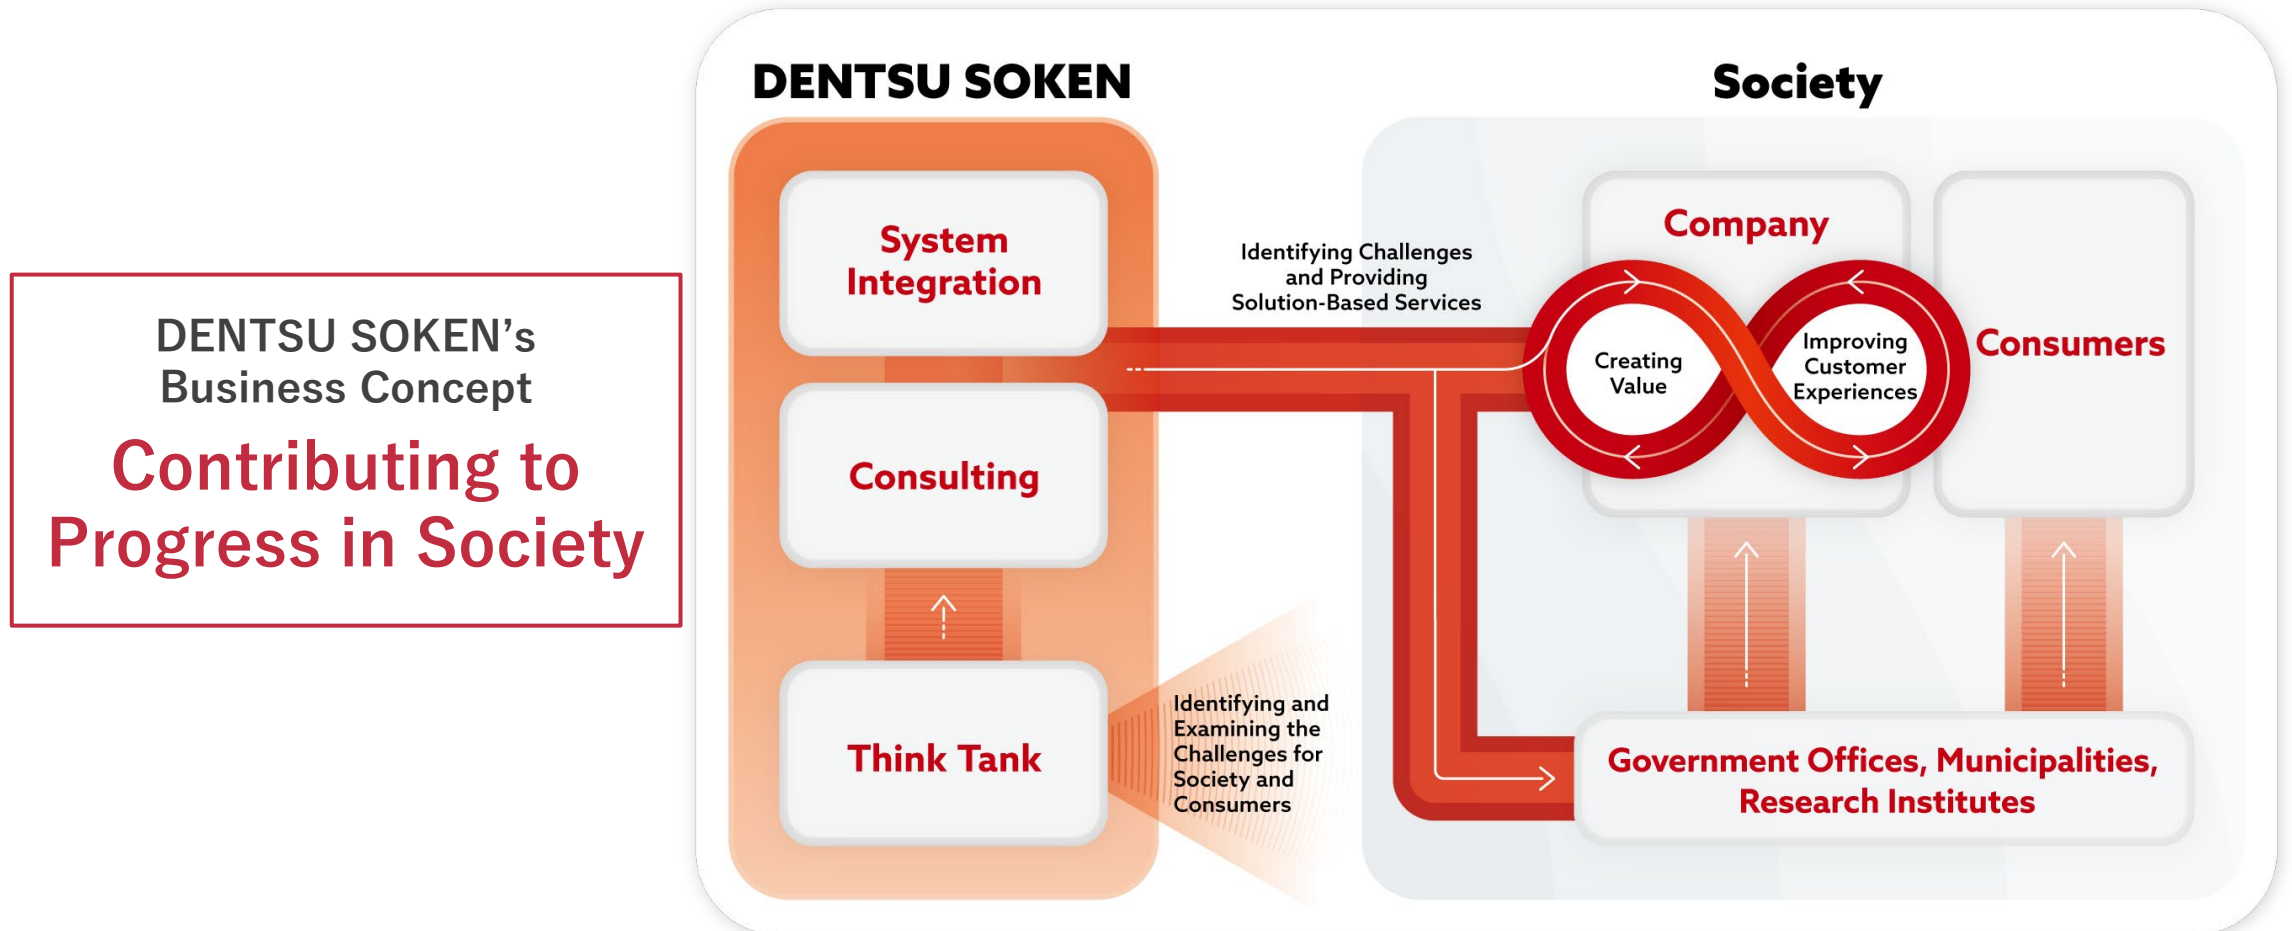 DENTSU SOKEN's
Business Concept
Contributing to
Progress in Society
DENTSU SOKEN
System
Integration
Consulting
Think Tank
Identifying Challenges
and Providing
Solution-Based Services
Identifying and
Examining the
Challenges for
Society and
Consumers
Society
Company
Creating
Value
Improving
Customer
Experiences
Consumers
Government Offices, Municipalities,
Research Institutes